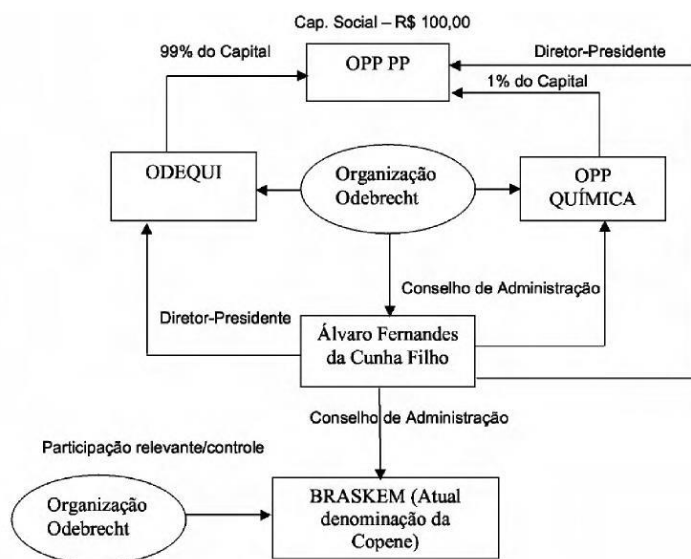 Cap. Social – R$ 100,00
99% do Capital
OPP PP
Diretor-Presidente
1% do Capital
ODEQUI
Organização
Odebrecht
OPP
QUÍMICA
Conselho de Administração
Diretor-Presidente
Álvaro Fernandes
da Cunha Filho
Conselho de Administração
Participação relevante/controle
Organização
Odebrecht
BRASKEM (Atual
denominação da
Copene)